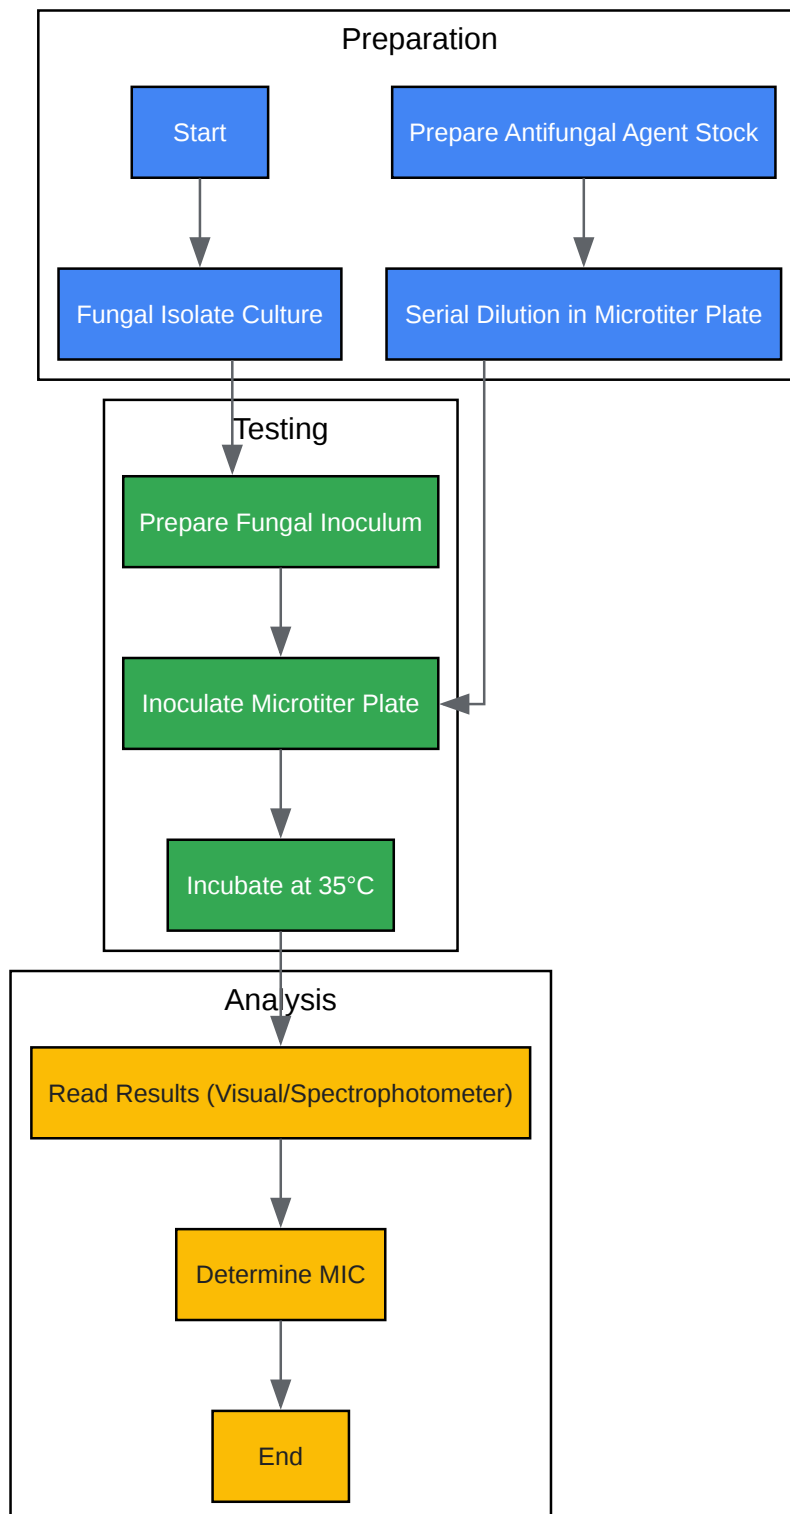 Preparation
Start
Prepare Antifungal Agent Stock
Fungal Isolate Culture
Serial Dilution in Microtiter Plate
Testing
Prepare Fungal Inoculum
Inoculate Microtiter Plate
Incubate at 35°C
Analysis
Read Results (Visual/Spectrophotometer)
Determine MIC
End